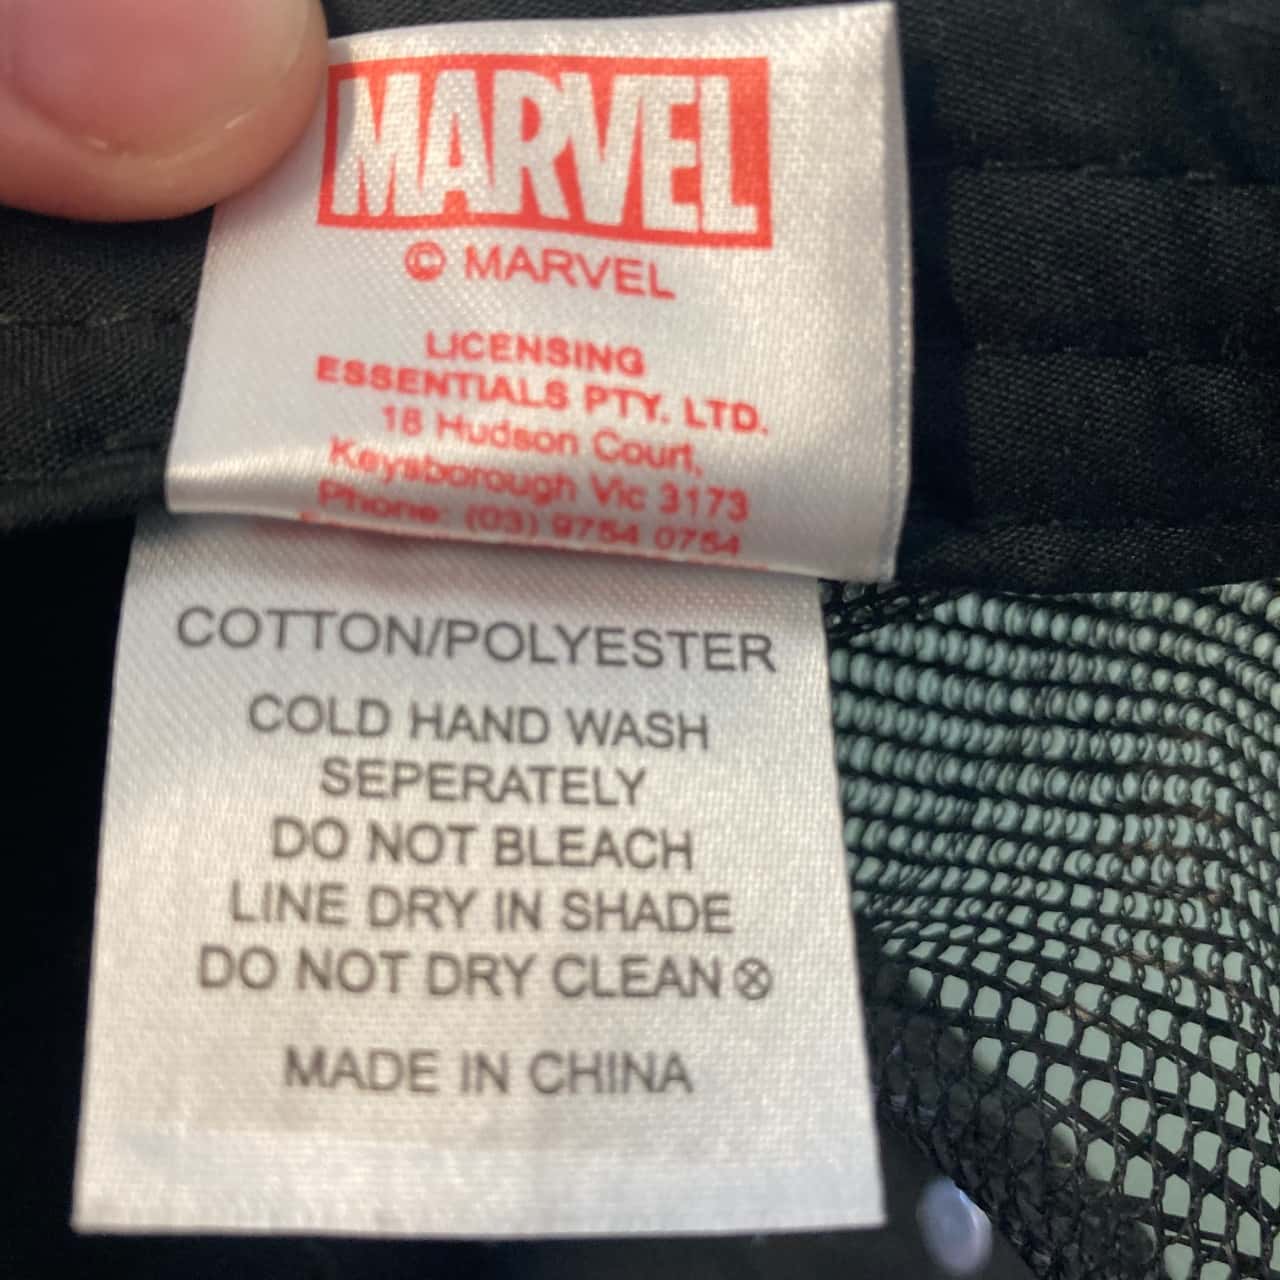 MARVEL
© MARVEL
LICENSING
ESSENTIALS PTY. LTD.
18 Hudson Court,
Keysborough Vic 3173
Phone: (03) 9754 0754
COTTON/POLYESTER
COLD HAND WASH
SEPERATELY
DO NOT BLEACH
LINE DRY IN SHADE
DO NOT DRY CLEAN ⓧ
MADE IN CHINA